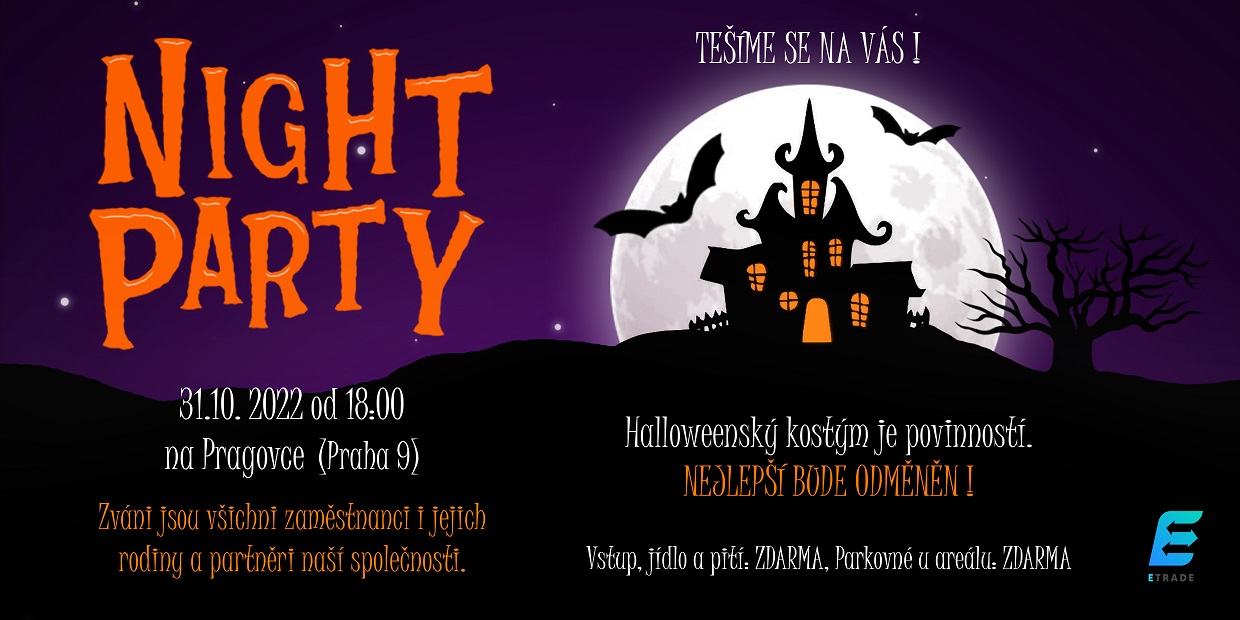 NIGHT
PARTY
31.10. 2022 od 18:00
na Pragovce (Praha 9)
Zváni jsou všichni zaměstnanci i jejich
rodiny a partněri naší společnosti.
TEŠÍME SE NA VÁS !
Halloweenský kostým je povinností.
NEJLEPŠÍ BUDE ODMĚNĚN !
Vstup, jídlo a pití: ZDARMA, Parkovné u areálu: ZDARMA
ETRADE